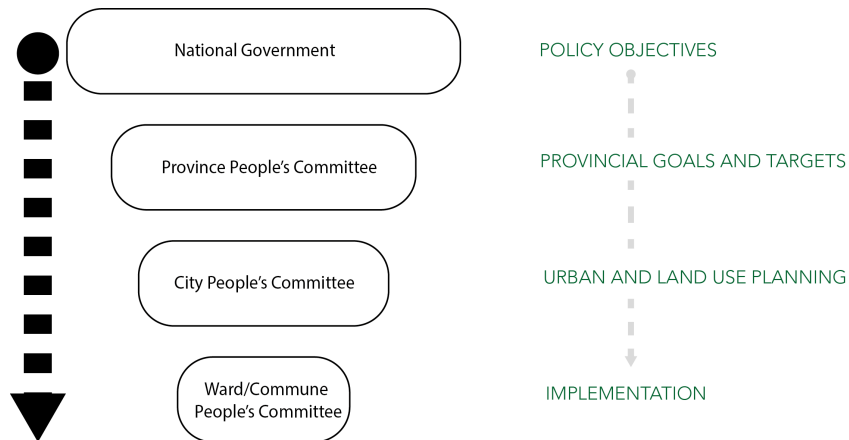 National Government
POLICY OBJECTIVES
Province People’s Committee
PROVINCIAL GOALS AND TARGETS
City People’s Committee
URBAN AND LAND USE PLANNING
Ward/Commune
People’s Committee
IMPLEMENTATION